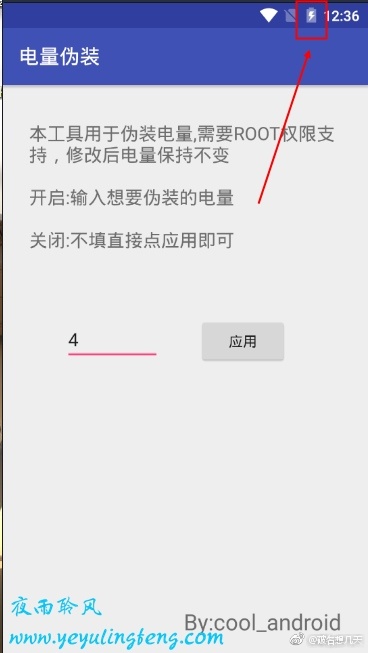 12:36
电量伪装
本工具用于伪装电量,需要ROOT权限支
持，修改后电量保持不变
开启:输入想要伪装的电量
关闭:不填直接点应用即可
4
应用
夜雨聆风
www.yeyulingfeng.com
By:cool_android